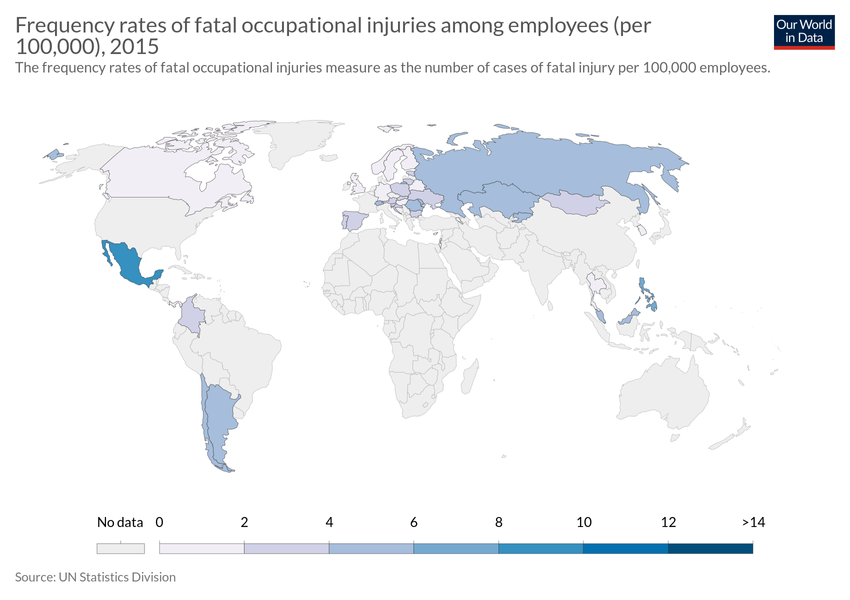 Frequency rates of fatal occupational injuries among employees (per
100,000), 2015
Our World
in Data
The frequency rates of fatal occupational injuries measure as the number of cases of fatal injury per 100,000 employees.
No data 0 2 4 6 8 10 12 >14
Source: UN Statistics Division